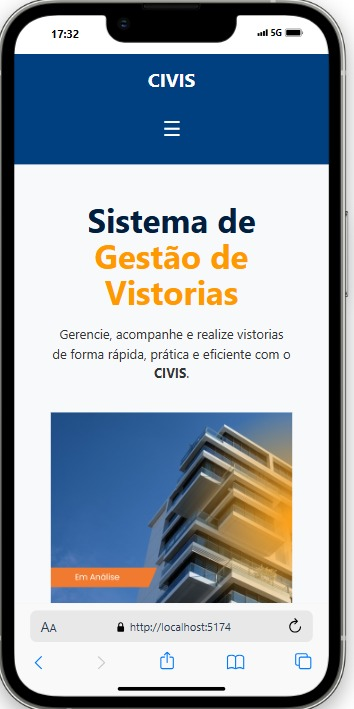 17:32
5G
CIVIS
Sistema de
Gestão de
Vistorias
Gerencie, acompanhe e realize vistorias
de forma rápida, prática e eficiente com o
CIVIS.
Em Análise
AA
http://localhost:5174